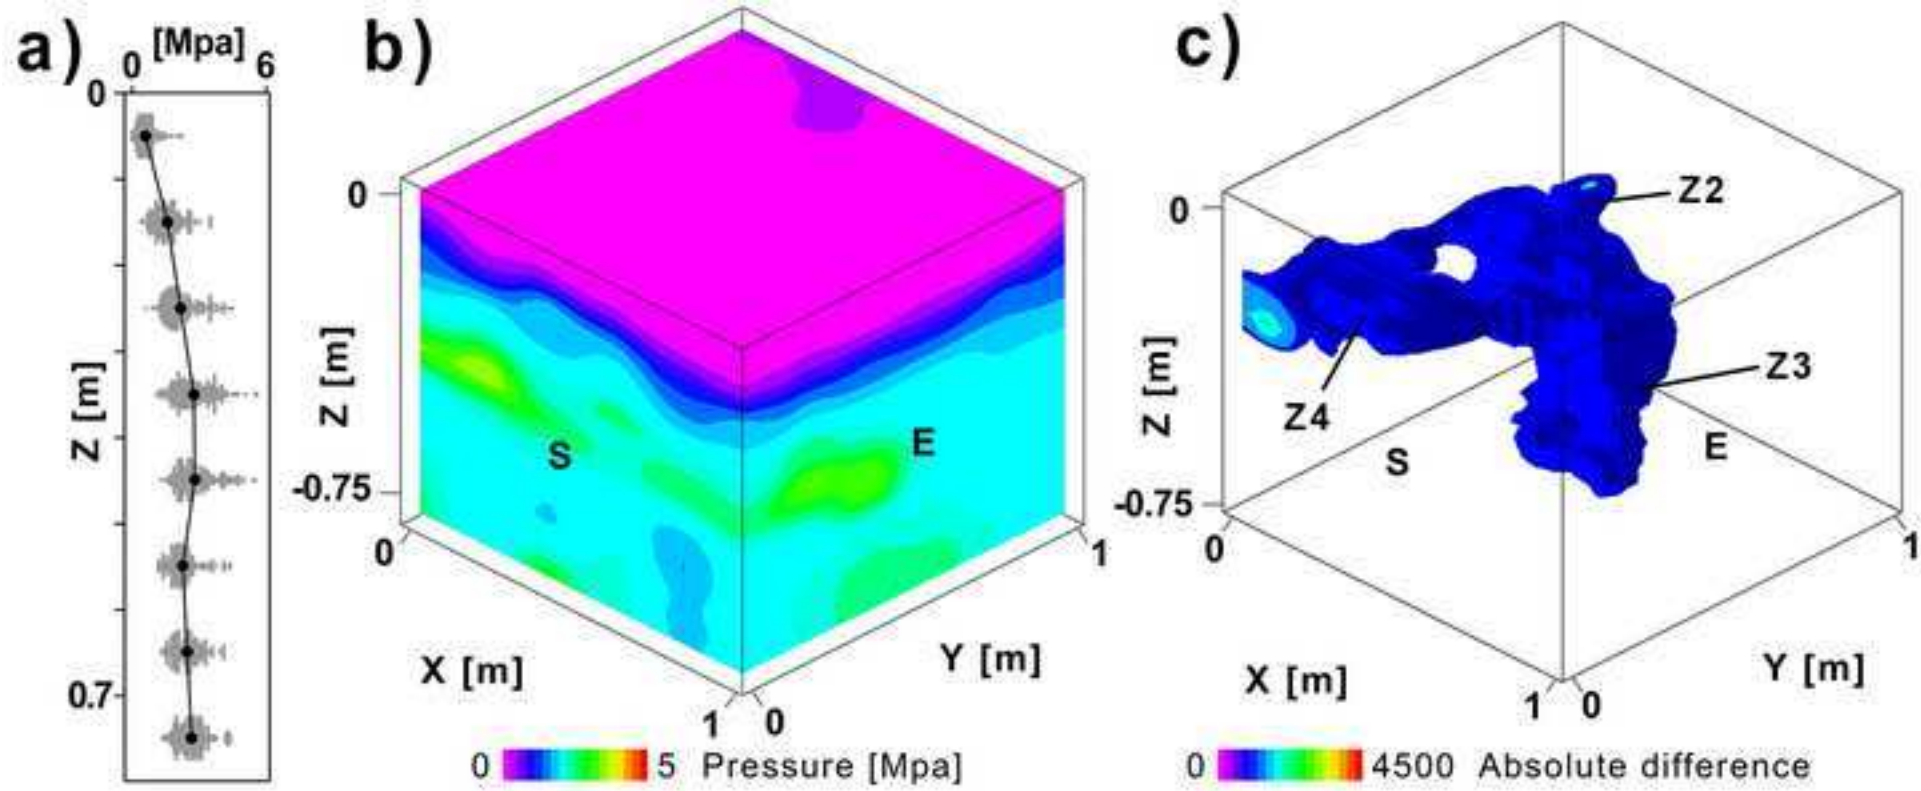 a)
[Mpa]
0 6
0
Z [m]
0.7
b)
0
Z [m]
-0.75
S
E
0
1
X [m]
Y [m]
1 0
0 5 Pressure [Mpa]
c)
Z2
0
Z3
Z [m]
Z4
S
E
-0.75
0
1
X [m]
Y [m]
1 0
0 4500 Absolute difference